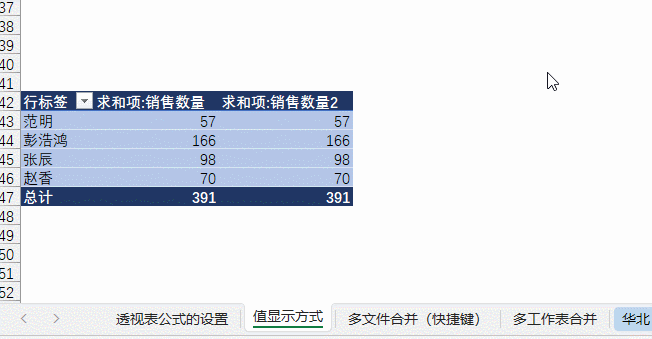 37
38
39
40
41
42 行标签 求和项:销售数量 求和项:销售数量2
43 范明 57 57
44 彭浩鸿 166 166
45 张辰 98 98
46 赵香 70 70
47 总计 391 391
48
49
50
51
52
透视表公式的设置 值显示方式 多文件合并（快捷键） 多工作表合并 华北